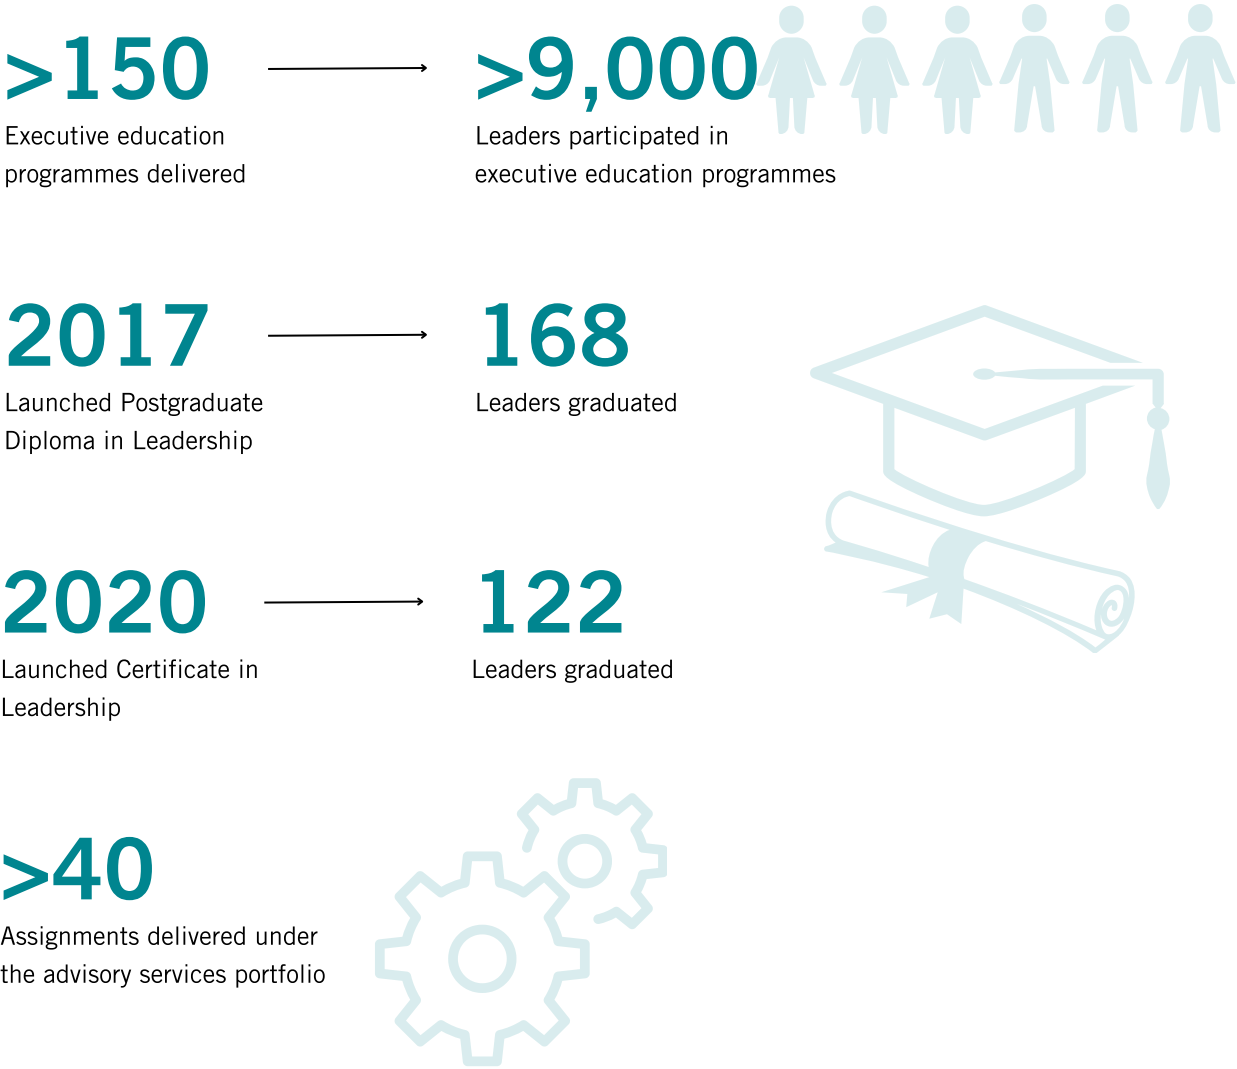 >150
Executive education
programmes delivered
>9,000
Leaders participated in
executive education programmes
2017
Launched Postgraduate
Diploma in Leadership
168
Leaders graduated
2020
Launched Certificate in
Leadership
122
Leaders graduated
>40
Assignments delivered under
the advisory services portfolio